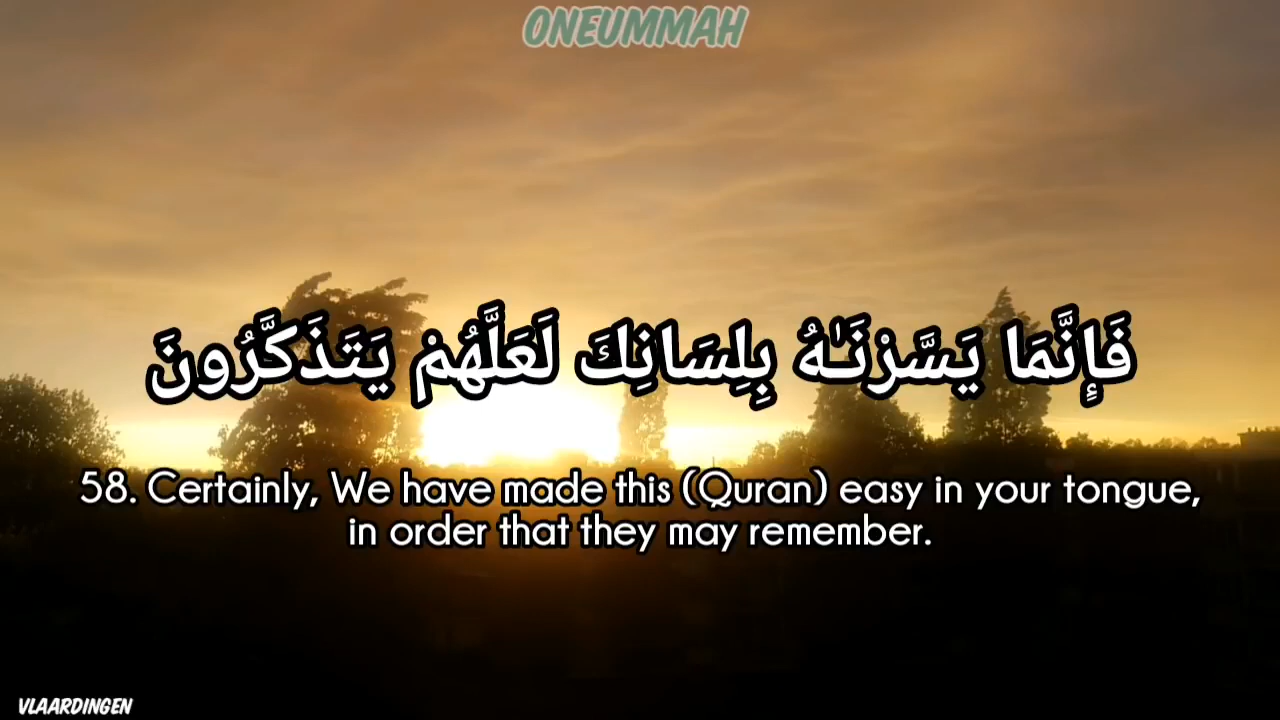 ONEUMMAH
فَإِنَّمَا يَسَّرْنَـٰهُ بِلِسَانِكَ لَعَلَّهُمْ يَتَذَكَّرُونَ
58. Certainly, We have made this (Quran) easy in your tongue,
in order that they may remember.
VLAARDINGEN